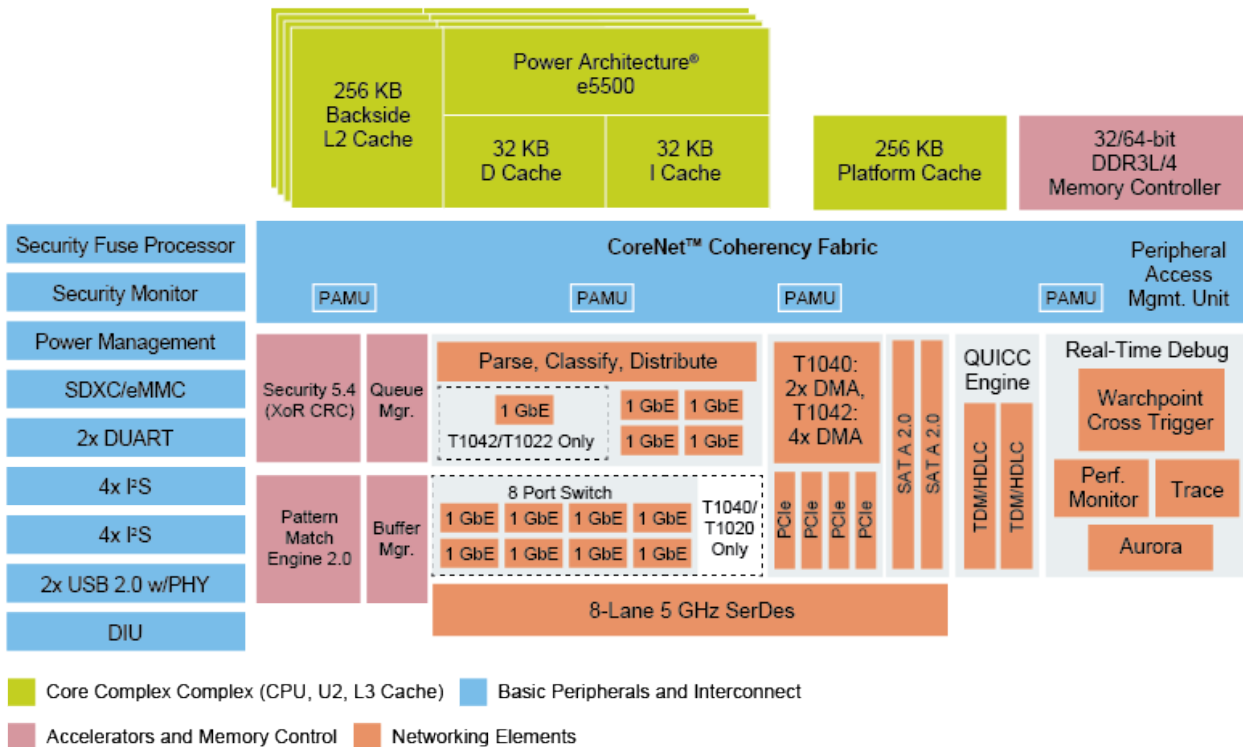 256 KB
Backside
L2 Cache
Power Architecture®
e5500
32 KB
D Cache
32 KB
I Cache
256 KB
Platform Cache
32/64-bit
DDR3L/4
Memory Controller
Security Fuse Processor
Security Monitor
Power Management
SDXC/eMMC
2x DUART
4x I²S
4x I²S
2x USB 2.0 w/PHY
DIU
CoreNet™ Coherency Fabric
Peripheral
Access
Mgmt. Unit
PAMU
PAMU
PAMU
PAMU
Security 5.4
(XoR CRC)
Queue
Mgr.
Pattern
Match
Engine 2.0
Buffer
Mgr.
Parse, Classify, Distribute
1 GbE
T1042/T1022 Only
1 GbE 1 GbE
1 GbE 1 GbE
8 Port Switch
1 GbE 1 GbE 1 GbE 1 GbE
1 GbE 1 GbE 1 GbE 1 GbE
T1040/
T1020
Only
T1040:
2x DMA,
T1042:
4x DMA
PCIe
PCIe
PCIe
PCIe
SAT A 2.0
SAT A 2.0
QUICC
Engine
TDM/HDLC
TDM/HDLC
Real-Time Debug
Warchpoint
Cross Trigger
Perf.
Monitor
Trace
Aurora
8-Lane 5 GHz SerDes
Core Complex Complex (CPU, U2, L3 Cache)
Basic Peripherals and Interconnect
Accelerators and Memory Control
Networking Elements